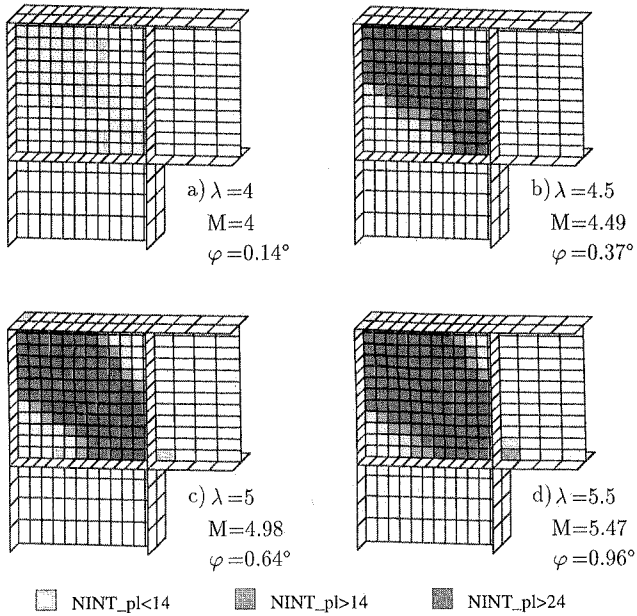 a) λ=4
M=4
φ=0.14°
b) λ=4.5
M=4.49
φ=0.37°
c) λ=5
M=4.98
φ=0.64°
d) λ=5.5
M=5.47
φ=0.96°
NINT_pl<14 NINT_pl>14 NINT_pl>24